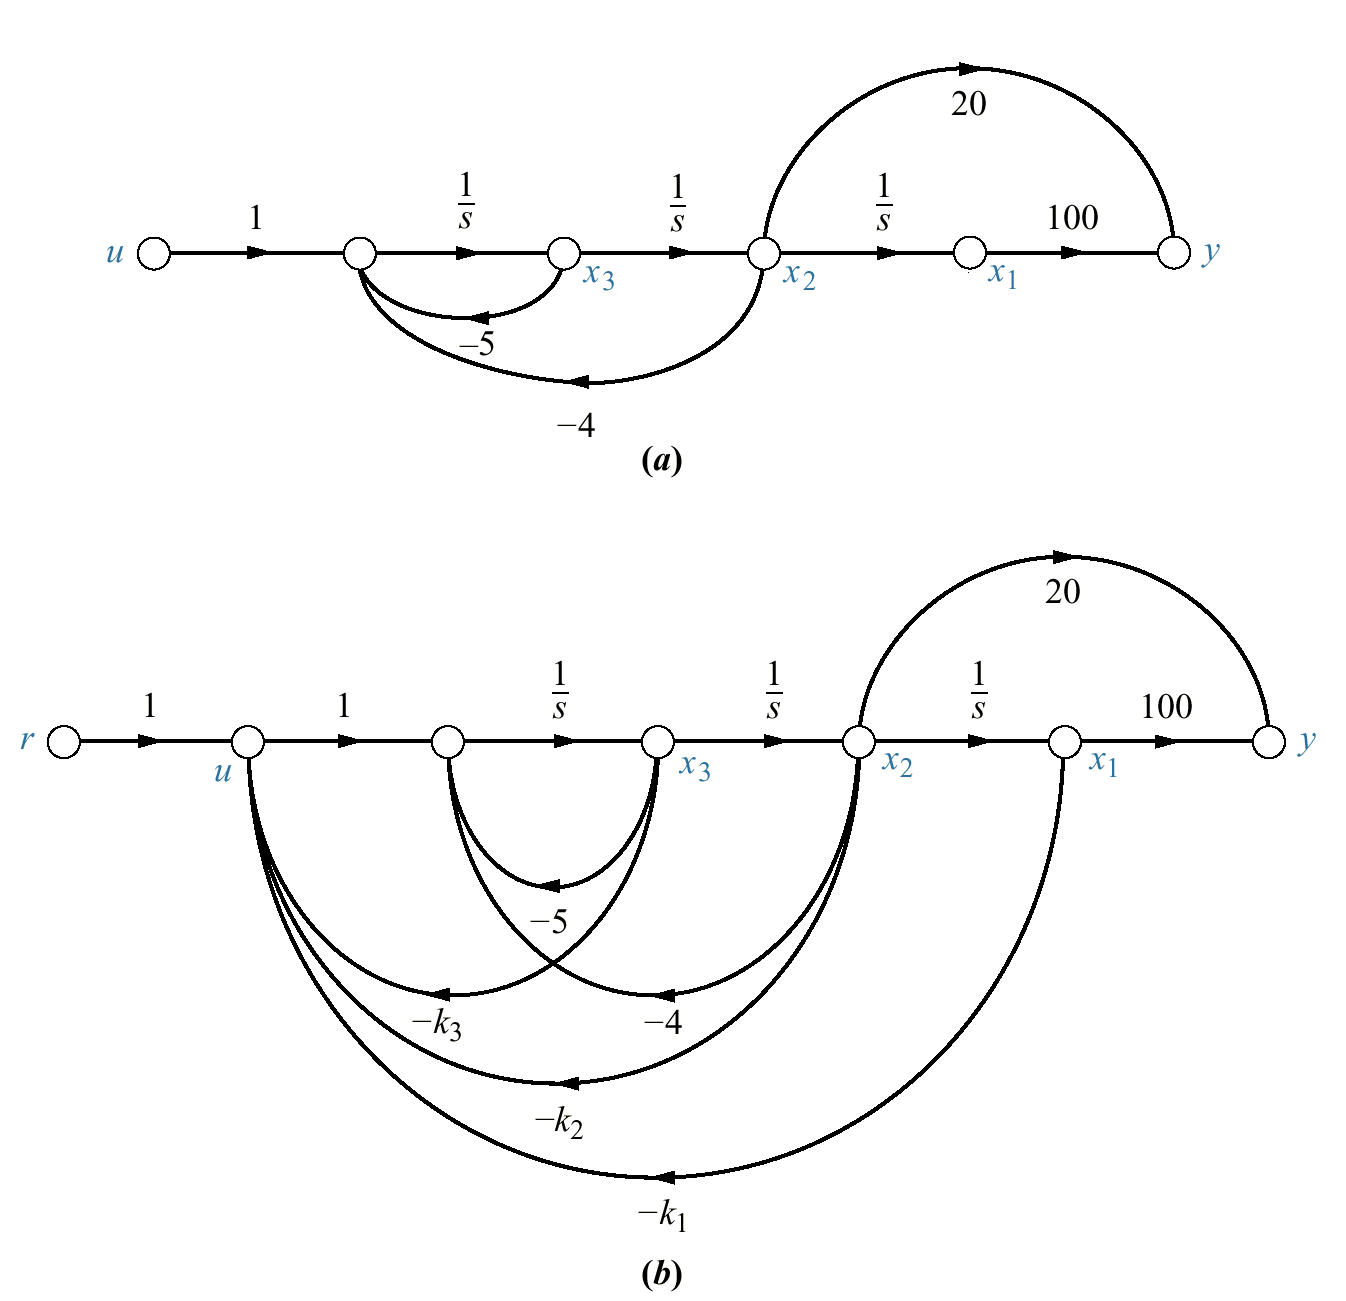 20
1 1/s 1/s 1/s 100
u x₃ x₂ x₁ y
−5
−4
(a)
20
1 1 1/s 1/s 1/s 100
r u x₃ x₂ x₁ y
−5
−k₃ −4
−k₂
−k₁
(b)